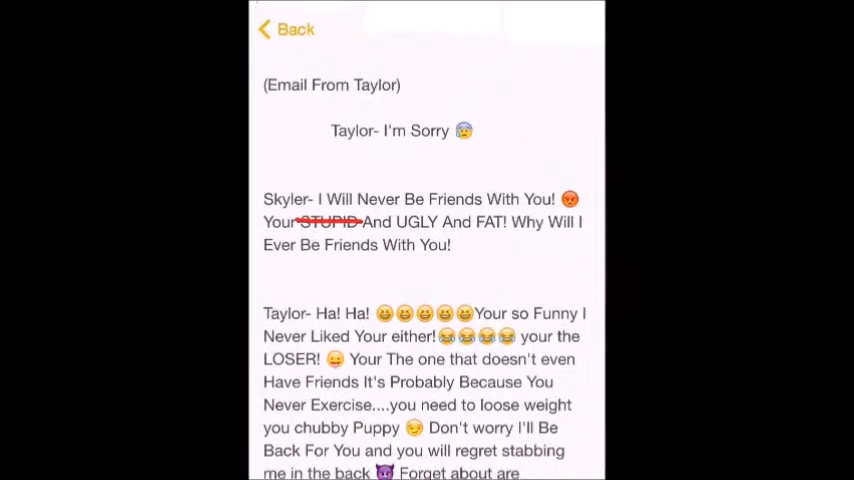 Back
(Email From Taylor)
Taylor- I'm Sorry 😰
Skyler- I Will Never Be Friends With You! 😡
Your STUPID And UGLY And FAT! Why Will I
Ever Be Friends With You!
Taylor- Ha! Ha! 😆😆😆😆😆Your so Funny I
Never Liked Your either!😂😂😂😂 your the
LOSER! 😛 Your The one that doesn't even
Have Friends It's Probably Because You
Never Exercise....you need to loose weight
you chubby Puppy 😏 Don't worry I'll Be
Back For You and you will regret stabbing
me in the back 😈 Forget about are